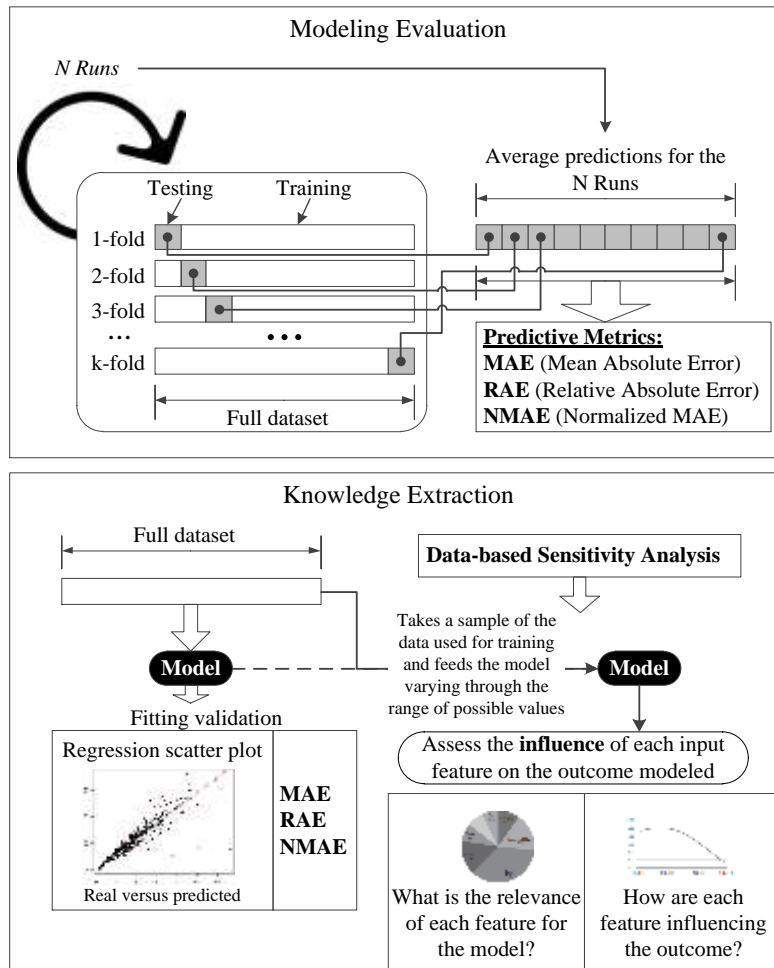 Modeling Evaluation
N Runs
Average predictions for the
N Runs
Testing
Training
1-fold
2-fold
3-fold
...
k-fold
...
Full dataset
Predictive Metrics:
MAE (Mean Absolute Error)
RAE (Relative Absolute Error)
NMAE (Normalized MAE)
Knowledge Extraction
Full dataset
Data-based Sensitivity Analysis
Takes a sample of the
data used for training
and feeds the model
varying through the
range of possible values
Model
Model
Fitting validation
Regression scatter plot
Real versus predicted
MAE
RAE
NMAE
Assess the influence of each input
feature on the outcome modeled
What is the relevance
of each feature for
the model?
How are each
feature influencing
the outcome?